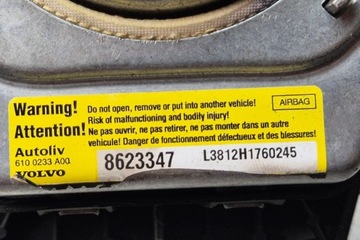 Warning! Do not open, remove or put into another vehicle!
Risk of malfunctioning and bodily injury!
AIRBAG
Attention! Ne pas ouvrir, ne pas retirer, ne pas monter dans un autre
vehicule! Danger de fonctionnement défectueux et des blessures!
Autoliv
610 0233 A00
VOLVO
8623347
L3812H1760245